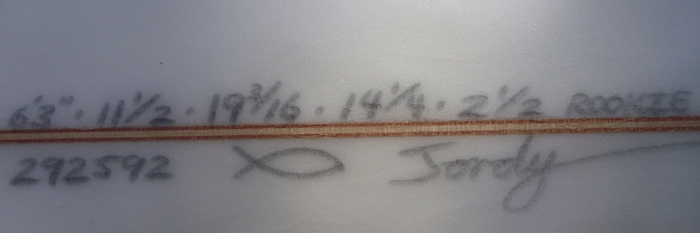 6'3" · 11 1/2 · 19 3/16 · 14 1/4 · 2 1/2 ROOKIE
292592 Jordy